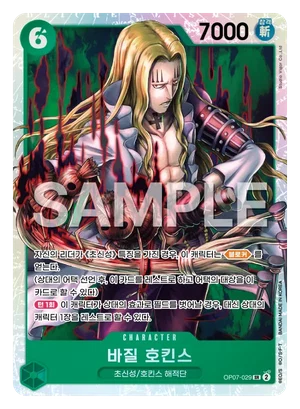 6
7000
참격
斬
SAMPLE
자신의 리더가 《초신성》 특징을 가진 경우, 이 캐릭터는 블로커 를
얻는다.
(상대의 어택 선언 후, 이 카드를 레스트하고 어택의 대상을 이
카드로 할 수 있다)
턴 1회 이 캐릭터가 상대의 효과로 필드를 벗어날 경우, 대신 상대의
캐릭터 1장을 레스트로 할 수 있다.
CHARACTER
바질 호킨스
초신성/호킨스 해적단
OP07-029
2